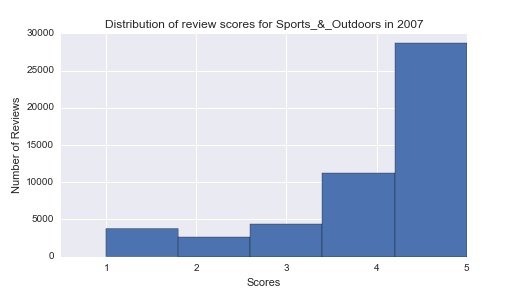 Distribution of review scores for Sports_&_Outdoors in 2007
30000
25000
20000
15000
10000
5000
0
Number of Reviews
1 2 3 4 5
Scores